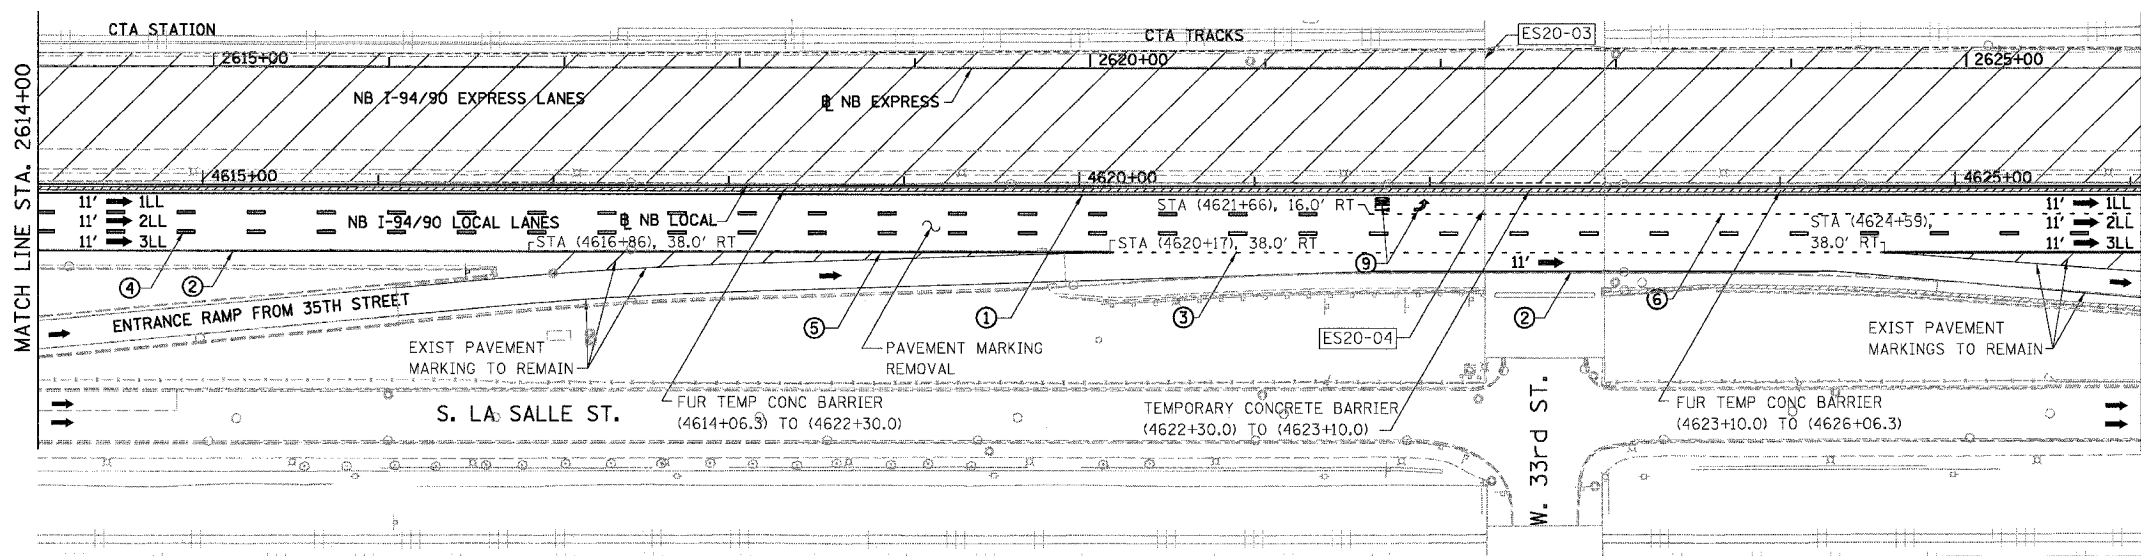 CTA STATION
CTA TRACKS
ES20-03
2615+00
2620+00
2625+00
NB I-94/90 EXPRESS LANES
℄ NB EXPRESS
MATCH LINE STA. 2614+00
4615+00
4620+00
4625+00
11' 1LL
11' 2LL
11' 3LL
NB I-94/90 LOCAL LANES
℄ NB LOCAL
STA (4616+86), 38.0' RT
STA (4621+66), 16.0' RT
STA (4620+17), 38.0' RT
STA (4624+59),
38.0' RT
11' 1LL
11' 2LL
11' 3LL
11'
4
2
5
1
3
9
2
6
ENTRANCE RAMP FROM 35TH STREET
EXIST PAVEMENT
MARKING TO REMAIN
PAVEMENT MARKING
REMOVAL
ES20-04
EXIST PAVEMENT
MARKINGS TO REMAIN
S. LA SALLE ST.
FUR TEMP CONC BARRIER
(4614+06.3) TO (4622+30.0)
TEMPORARY CONCRETE BARRIER
(4622+30.0) TO (4623+10.0)
W. 33rd ST.
FUR TEMP CONC BARRIER
(4623+10.0) TO (4626+06.3)